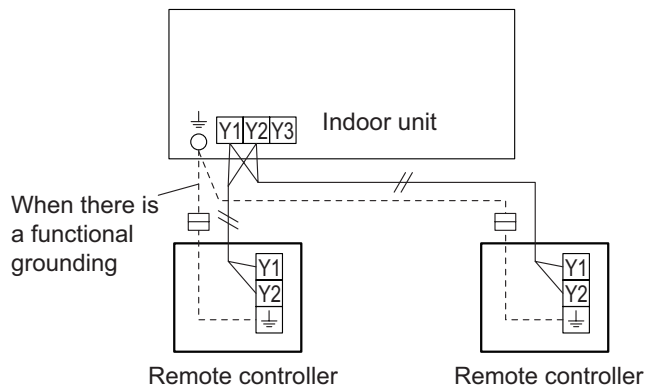 Y1 Y2 Y3 Indoor unit
When there is
a functional
grounding
Y1
Y2
Y1
Y2
Remote controller
Remote controller